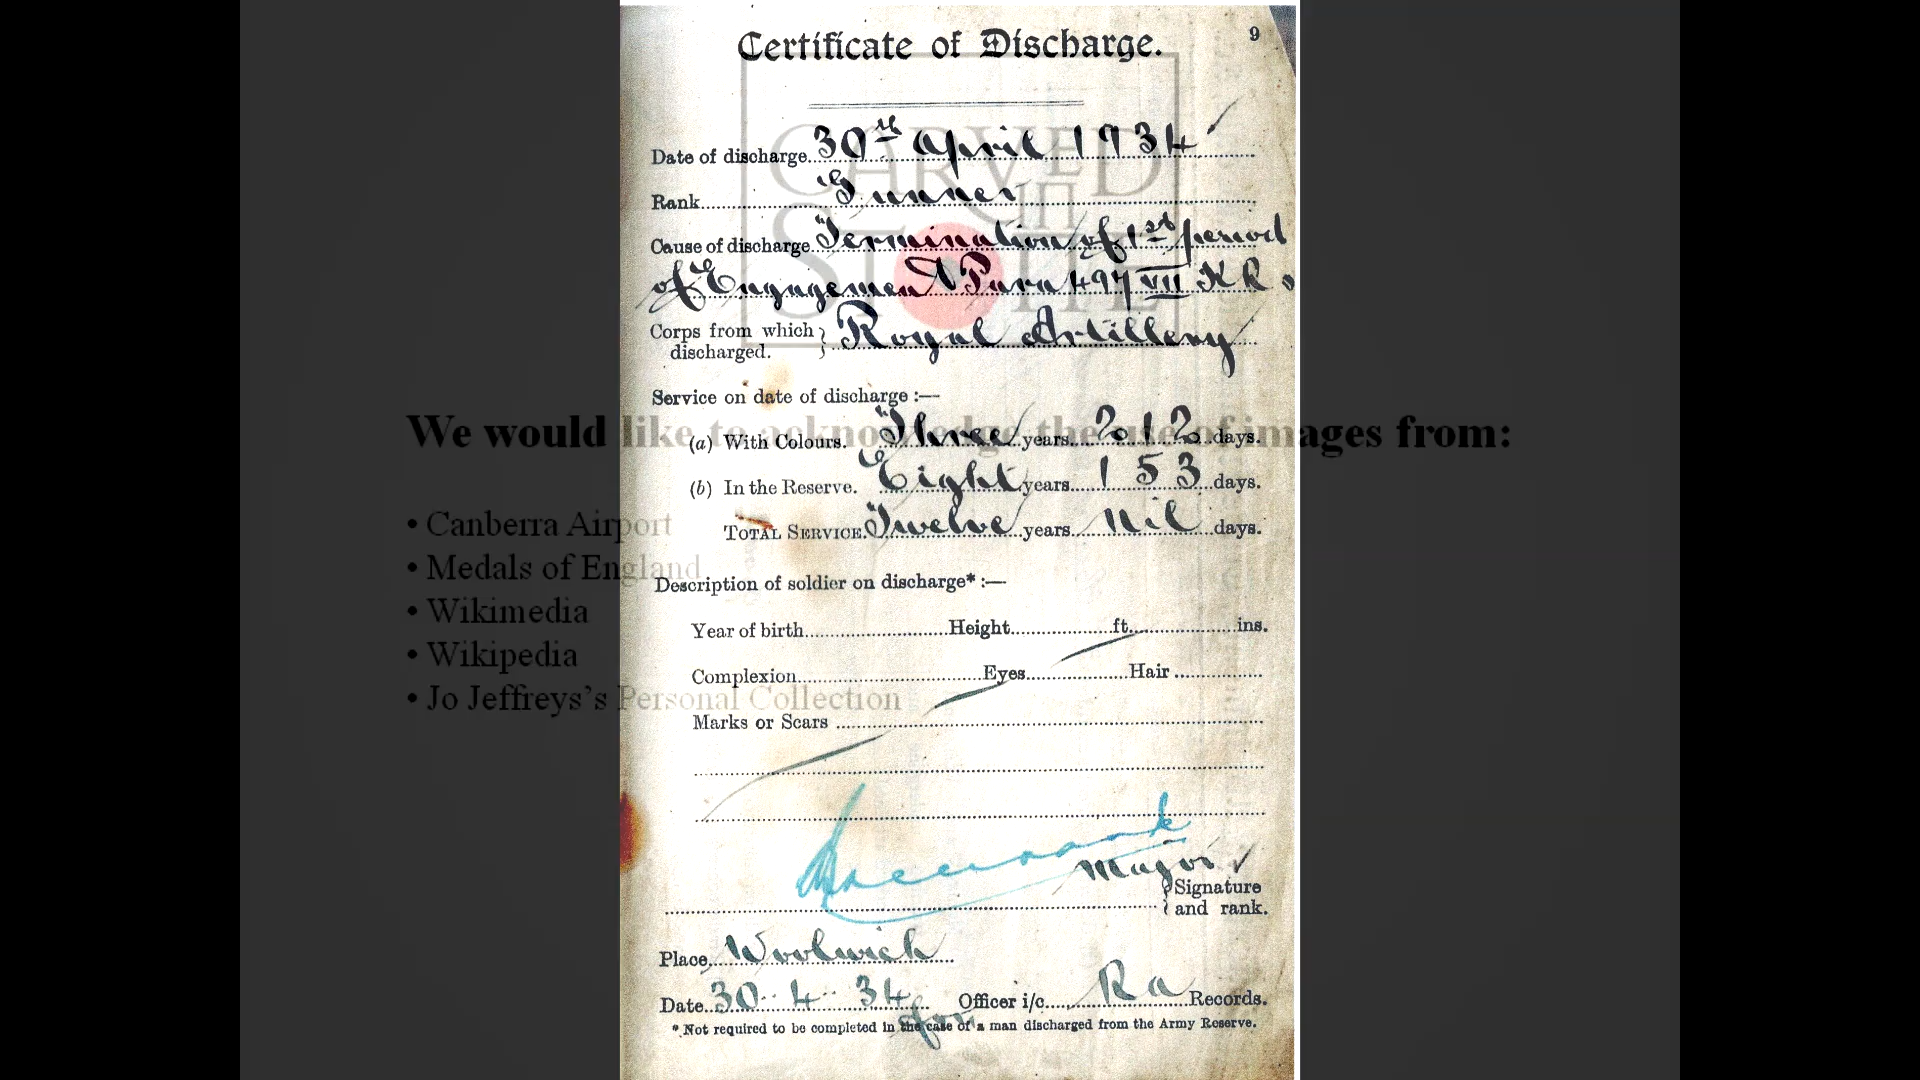 Certificate of Discharge.
9
CARVED
IN
STONE
Date of discharge 30th April 1934
Rank Gunner
Cause of discharge Termination of 1st period
of Engagement Para 497 VII K R
Corps from which discharged. Royal Artillery
Service on date of discharge :—
(a) With Colours. Three years 212 days.
(b) In the Reserve. Eight years 153 days.
TOTAL SERVICE. Twelve years Nil days.
Description of soldier on discharge* :—
Year of birth Height ft. ins.
Complexion Eyes Hair
Marks or Scars
Major
Signature
and rank.
Place Woolwich
Date 30.4.34 Officer i/c RA Records.
for
* Not required to be completed in the case of a man discharged from the Army Reserve.
We would like to acknowledge the use of images from:
• Canberra Airport
• Medals of England
• Wikimedia
• Wikipedia
• Jo Jeffreys's Personal Collection